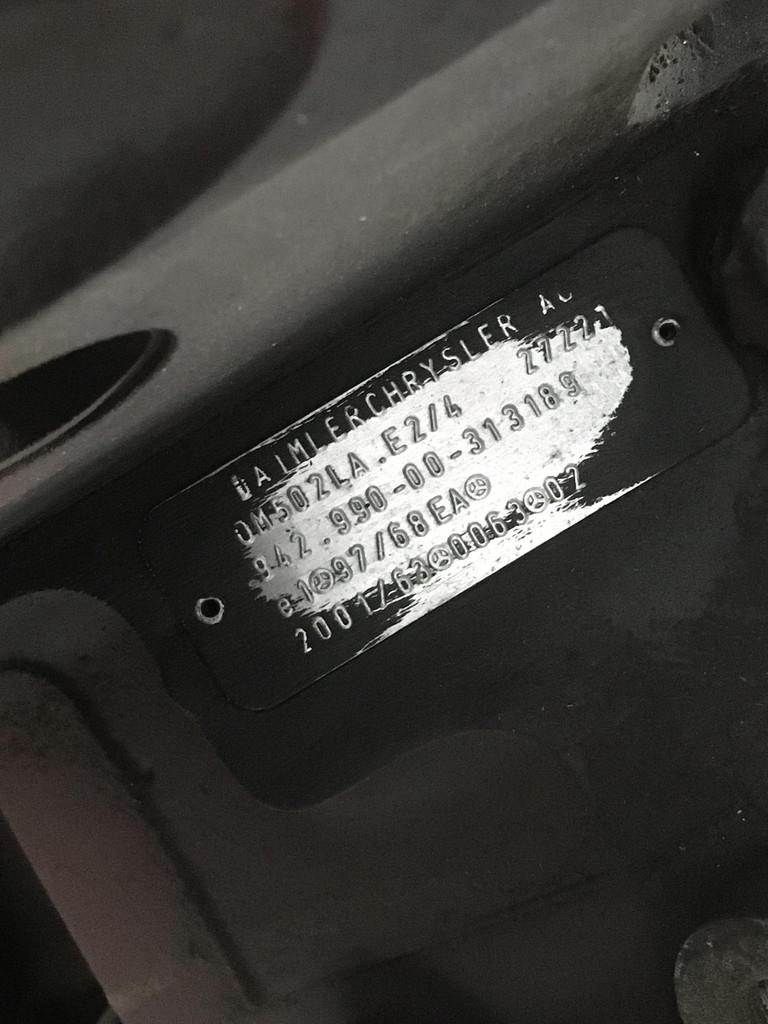 DAIMLERCHRYSLER AG
OM502LA.E2/4 27221
942.990-00-313189
e1*97/68EA*
2001/63*0063*02